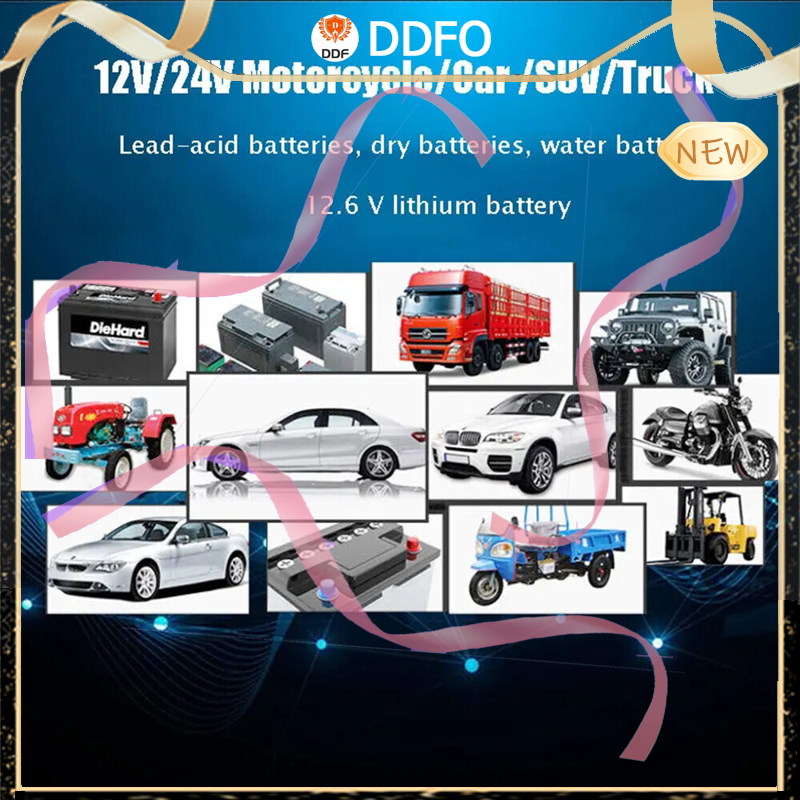 DDF
DDFO
12V/24V Motorcycle/Car /SUV/Truck
Lead-acid batteries, dry batteries, water batt
NEW
12.6 V lithium battery
DieHard